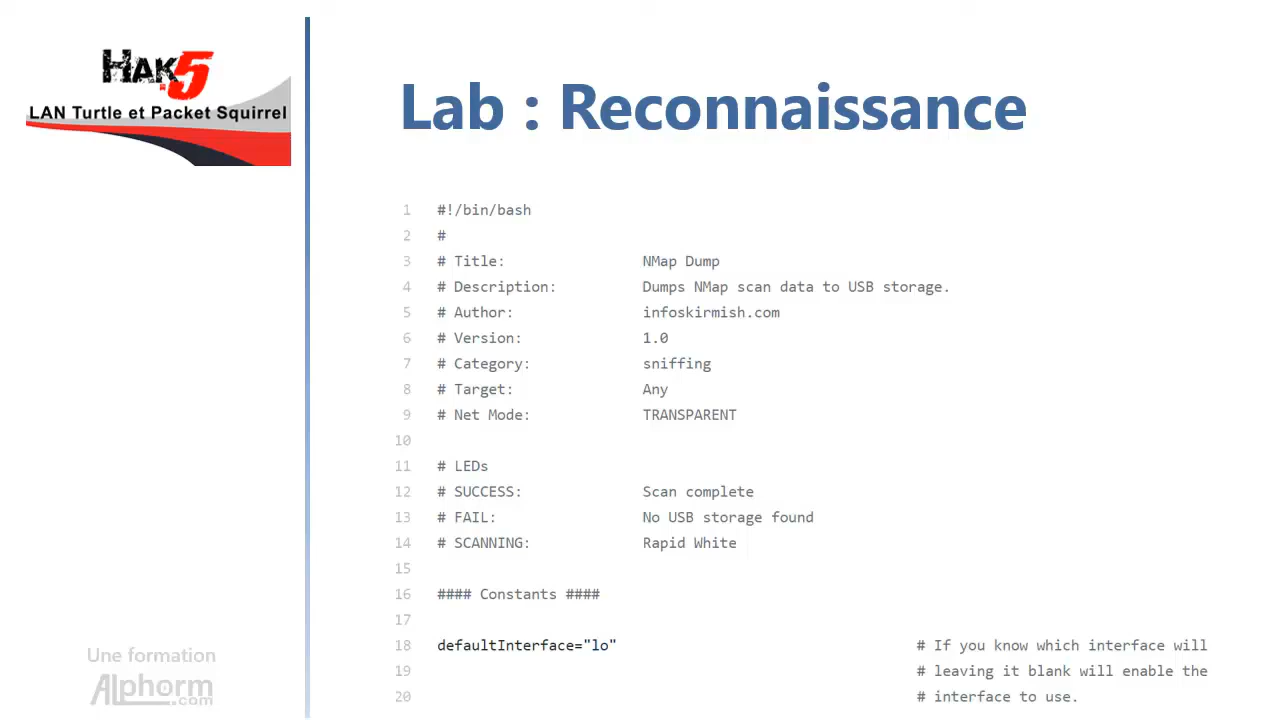 HAK5
LAN Turtle et Packet Squirrel
Lab : Reconnaissance
1 #!/bin/bash
2 #
3 # Title: NMap Dump
4 # Description: Dumps NMap scan data to USB storage.
5 # Author: infoskirmish.com
6 # Version: 1.0
7 # Category: sniffing
8 # Target: Any
9 # Net Mode: TRANSPARENT
10
11 # LEDs
12 # SUCCESS: Scan complete
13 # FAIL: No USB storage found
14 # SCANNING: Rapid White
15
16 #### Constants ####
17
18 defaultInterface="lo" # If you know which interface will
19 # leaving it blank will enable the
20 # interface to use.
Une formation
Alphorm.com